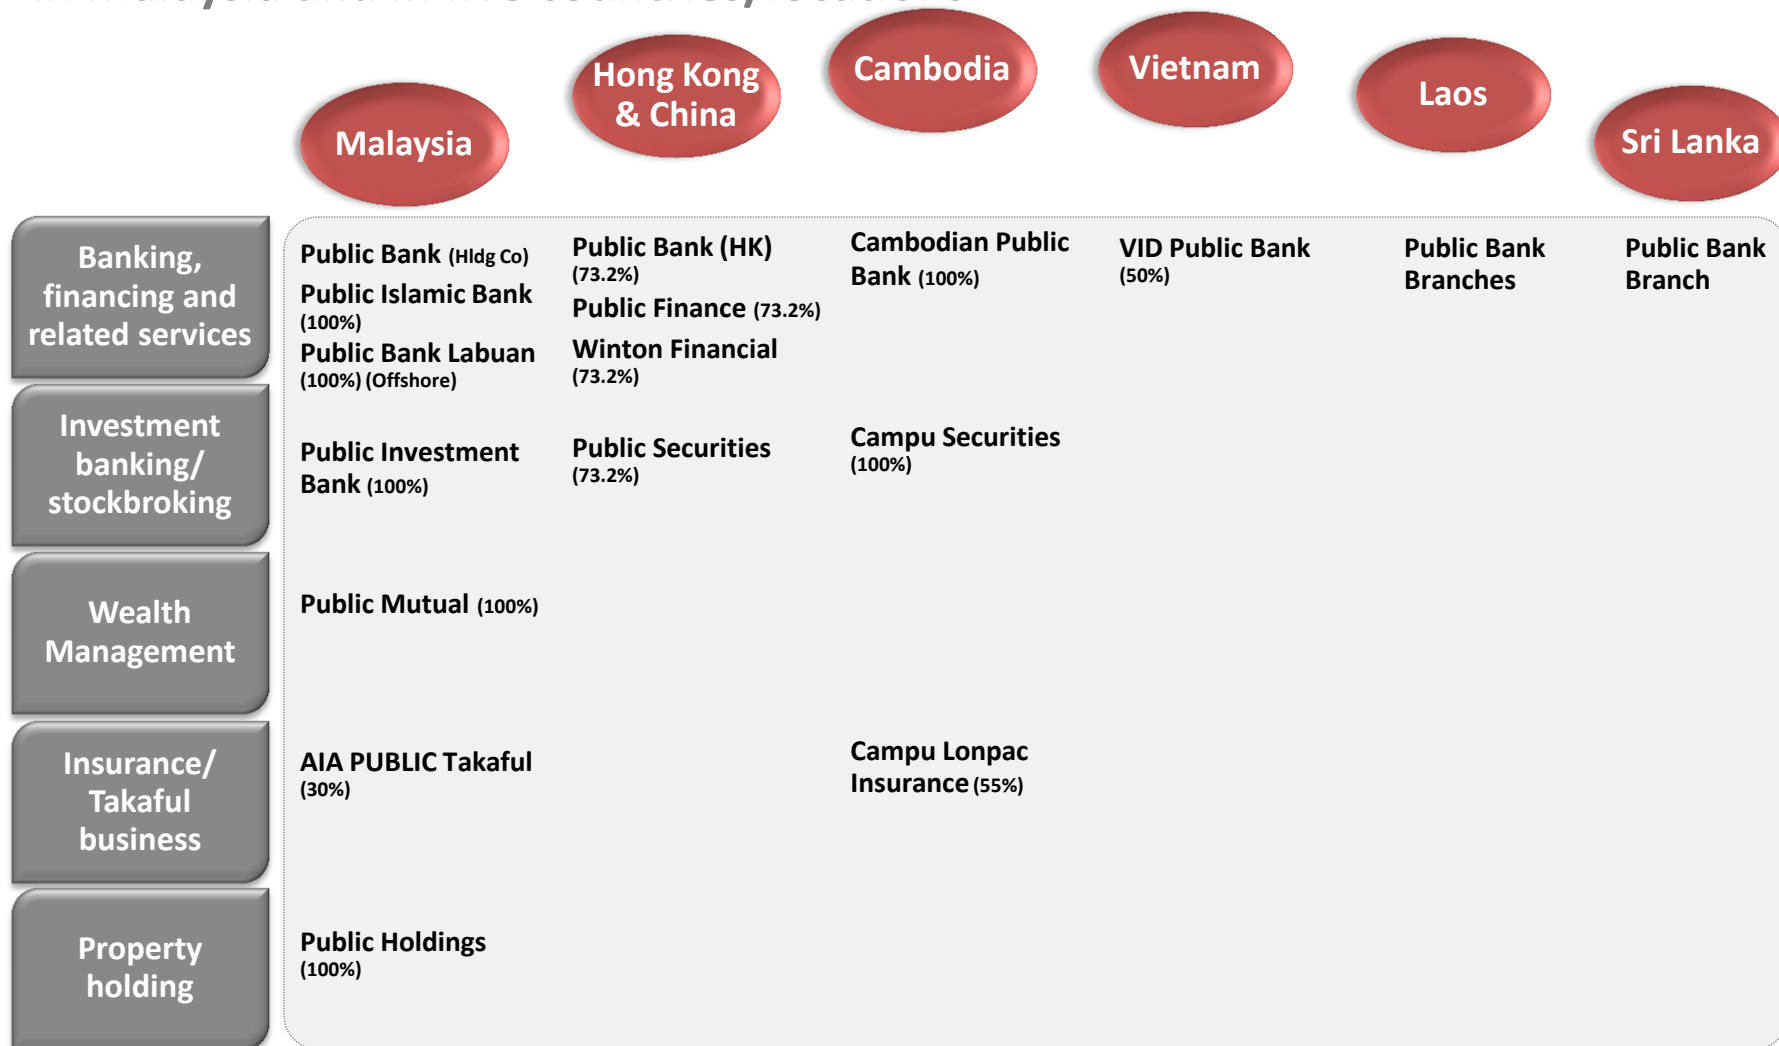 Malaysia
Hong Kong
& China
Cambodia
Vietnam
Laos
Sri Lanka
Banking,
financing and
related services
Public Bank (Hldg Co)
Public Islamic Bank
(100%)
Public Bank Labuan
(100%) (Offshore)
Public Bank (HK)
(73.2%)
Public Finance (73.2%)
Winton Financial
(73.2%)
Cambodian Public
Bank (100%)
VID Public Bank
(50%)
Public Bank
Branches
Public Bank
Branch
Investment
banking/
stockbroking
Public Investment
Bank (100%)
Public Securities
(73.2%)
Campu Securities
(100%)
Wealth
Management
Public Mutual (100%)
Insurance/
Takaful
business
AIA PUBLIC Takaful
(30%)
Campu Lonpac
Insurance (55%)
Property
holding
Public Holdings
(100%)